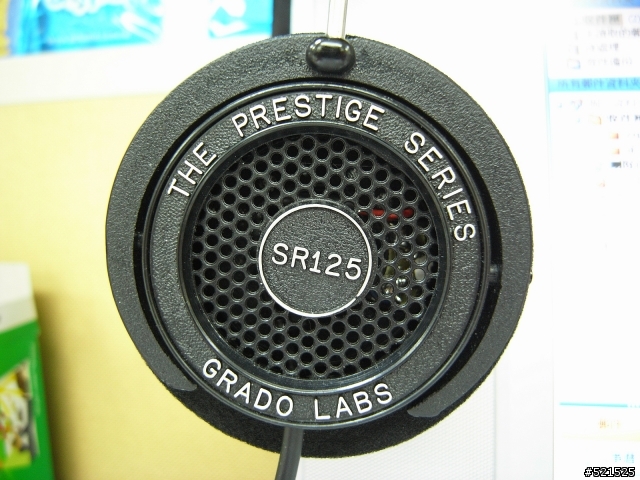 THE PRESTIGE SERIES
SR125
GRADO LABS
#521525